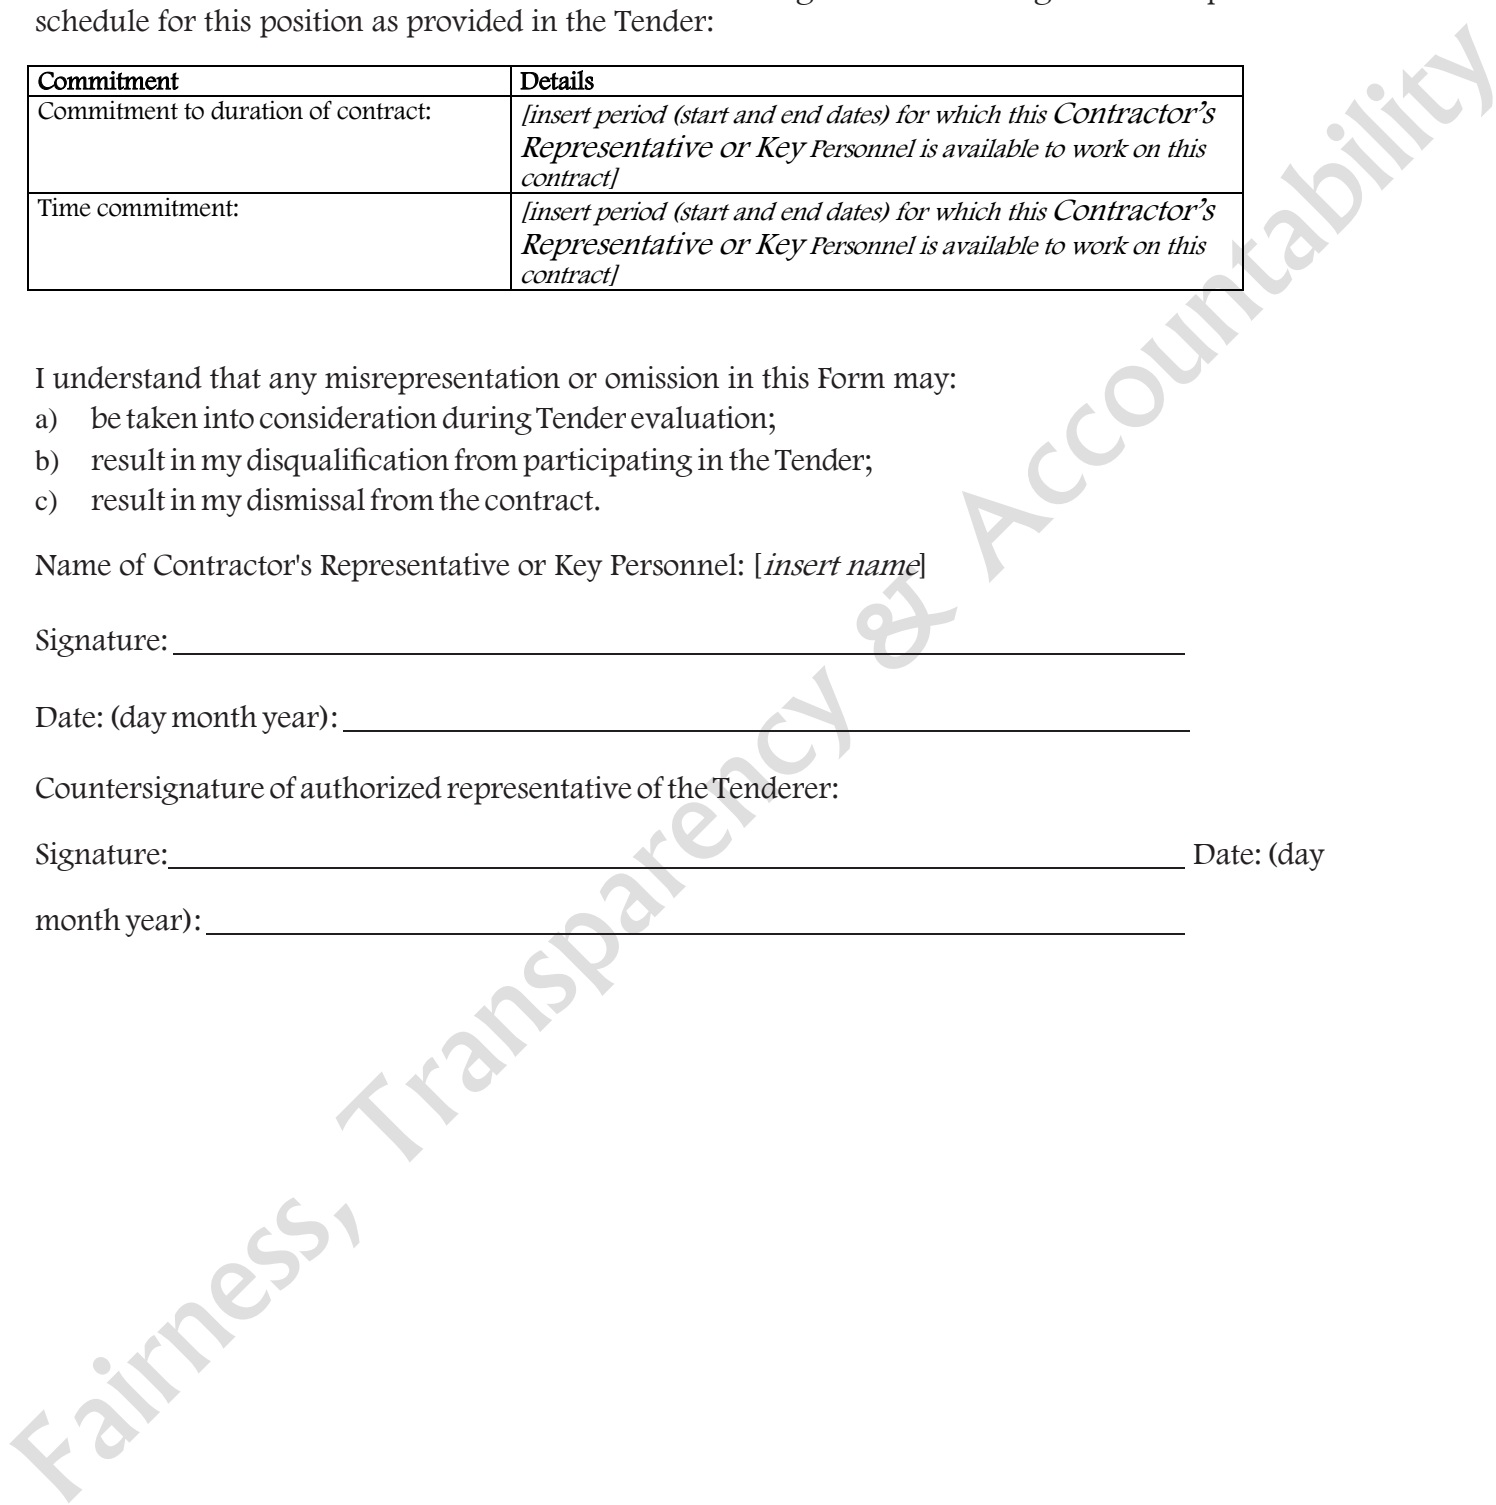 schedule for this position as provided in the Tender:
Commitment Details
Commitment to duration of contract: [insert period (start and end dates) for which this Contractor’s
Representative or Key Personnel is available to work on this
contract]
Time commitment: [insert period (start and end dates) for which this Contractor’s
Representative or Key Personnel is available to work on this
contract]
I understand that any misrepresentation or omission in this Form may:
a) be taken into consideration during Tender evaluation;
b) result in my disqualification from participating in the Tender;
c) result in my dismissal from the contract.
Name of Contractor's Representative or Key Personnel: [insert name]
Signature:
Date: (day month year):
Countersignature of authorized representative of the Tenderer:
Signature: Date: (day
month year):
Fairness, Transparency & Accountability